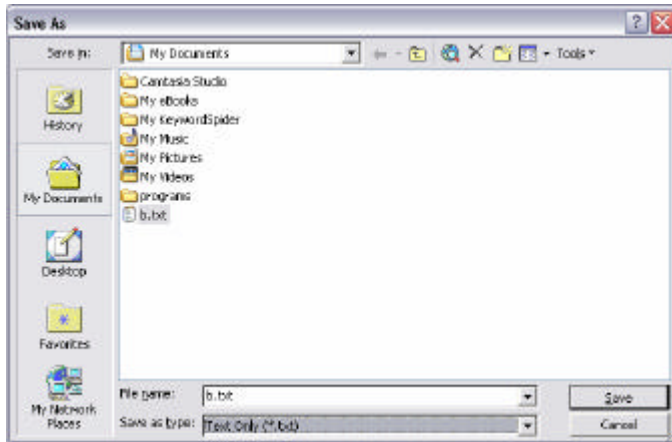 Save As
Save in:
My Documents
Tools
Camtasia Studio
My eBooks
My KeywordSpider
My Music
My Pictures
My Videos
programs
b.txt
History
My Documents
Desktop
Favorites
My Network
Places
File name:
b.txt
Save
Save as type:
Text Only (*.txt)
Cancel